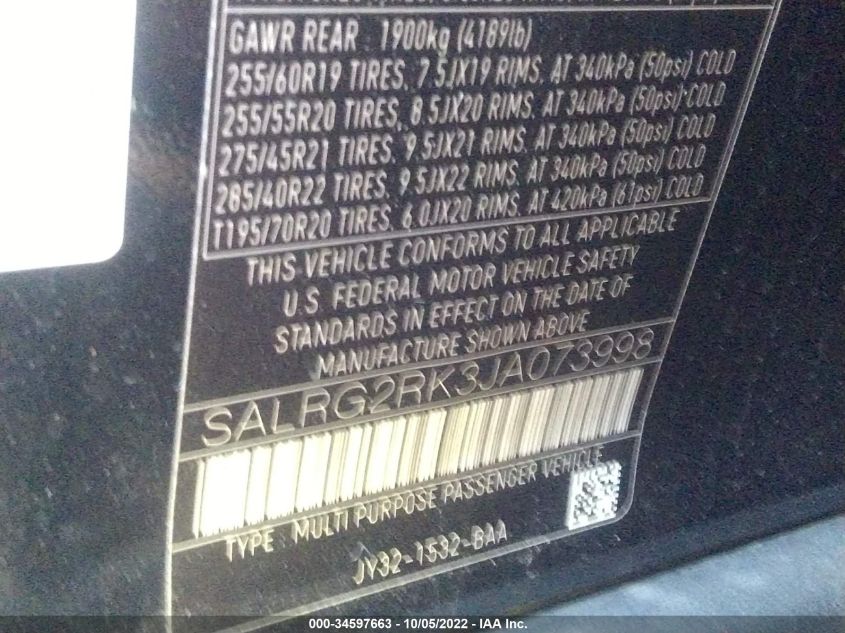 GAWR REAR 1900kg (4189lb)
255/60R19 TIRES, 7.5JX19 RIMS, AT 340kPa (50psi) COLD
255/55R20 TIRES, 8.5JX20 RIMS, AT 340kPa (50psi) COLD
275/45R21 TIRES, 9.5JX21 RIMS, AT 340kPa (50psi) COLD
285/40R22 TIRES, 9.5JX22 RIMS, AT 340kPa (50psi) COLD
T195/70R20 TIRES, 6.0JX20 RIMS, AT 420kPa (61psi) COLD
THIS VEHICLE CONFORMS TO ALL APPLICABLE
U.S. FEDERAL MOTOR VEHICLE SAFETY
STANDARDS IN EFFECT ON THE DATE OF
MANUFACTURE SHOWN ABOVE
SALRG2RK3JA073998
TYPE : MULTI PURPOSE PASSENGER VEHICLE
JY32-1532-BAA
000-34597663 - 10/05/2022 - IAA Inc.